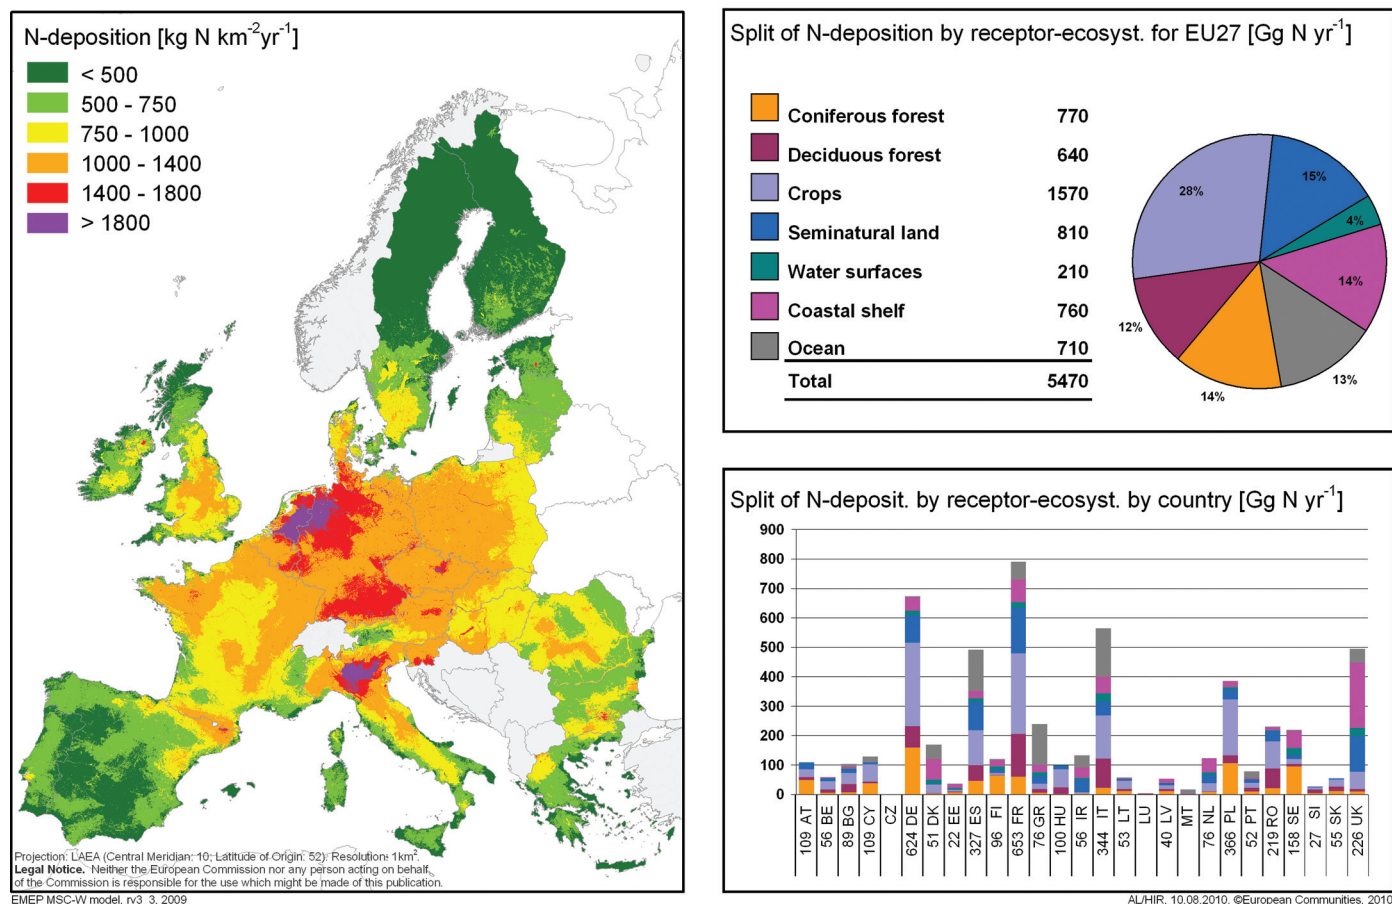 N-deposition [kg N km⁻²yr⁻¹]
< 500
500 - 750
750 - 1000
1000 - 1400
1400 - 1800
> 1800
Projection: LAEA (Central Meridian: 10; Latitude of Origin: 52). Resolution: 1km².
Legal Notice. Neither the European Commission nor any person acting on behalf
of the Commission is responsible for the use which might be made of this publication.
EMEP MSC-W model, rv3_3, 2009
Split of N-deposition by receptor-ecosyst. for EU27 [Gg N yr⁻¹]
Coniferous forest 770
Deciduous forest 640
Crops 1570
Seminatural land 810
Water surfaces 210
Coastal shelf 760
Ocean 710
Total 5470
28%
15%
4%
14%
13%
14%
12%
Split of N-deposit. by receptor-ecosyst. by country [Gg N yr⁻¹]
900
800
700
600
500
400
300
200
100
0
109 AT
56 BE
89 BG
109 CY
CZ
624 DE
51 DK
22 EE
327 ES
96 FI
653 FR
76 GR
100 HU
56 IR
344 IT
53 LT
LU
40 LV
MT
76 NL
366 PL
52 PT
219 RO
158 SE
27 SI
55 SK
226 UK
AL/HIR, 10.08.2010, ©European Communities, 2010